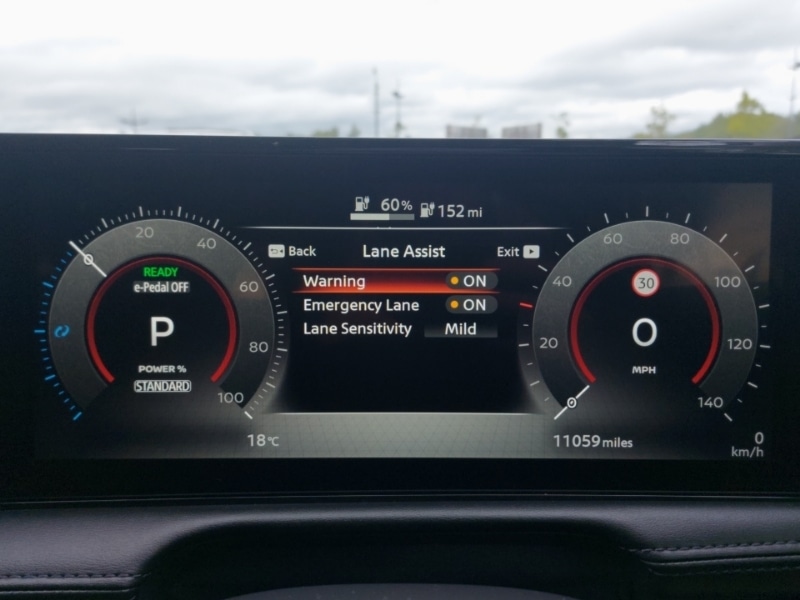 60%
152 mi
Back
Lane Assist
Exit
Warning
ON
Emergency Lane
ON
Lane Sensitivity
Mild
0
20
40
60
80
100
READY
e-Pedal OFF
P
POWER %
STANDARD
18°C
0
20
40
60
80
100
120
140
30
0
MPH
11059 miles
0
km/h